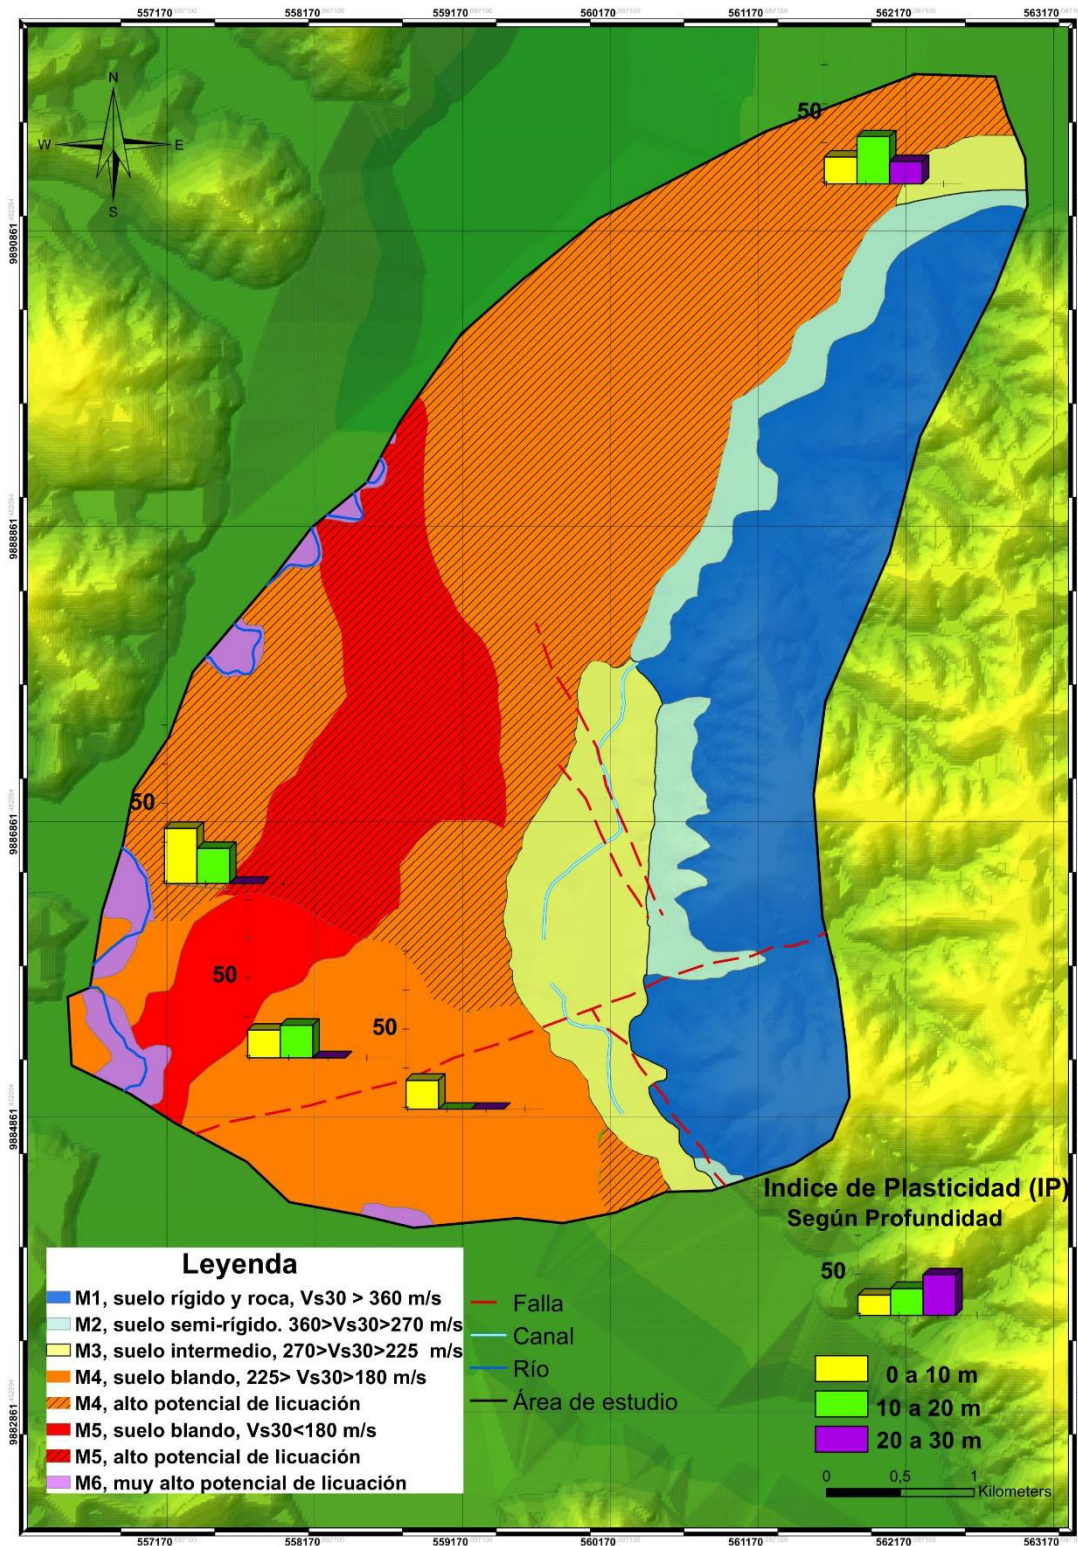 557170 558170 559170 560170 561170 562170 563170
N
W E
S
50
9890861
9888861
50
9886861
50
50
9884861
Indice de Plasticidad (IP)
Según Profundidad
50
Leyenda
M1, suelo rígido y roca, Vs30 > 360 m/s
M2, suelo semi-rígido. 360>Vs30>270 m/s
M3, suelo intermedio, 270>Vs30>225 m/s
M4, suelo blando, 225> Vs30>180 m/s
M4, alto potencial de licuación
M5, suelo blando, Vs30<180 m/s
M5, alto potencial de licuación
M6, muy alto potencial de licuación
Falla
Canal
Río
Área de estudio
0 a 10 m
10 a 20 m
20 a 30 m
0 0,5 1
Kilometers
9882861
557170 558170 559170 560170 561170 562170 563170